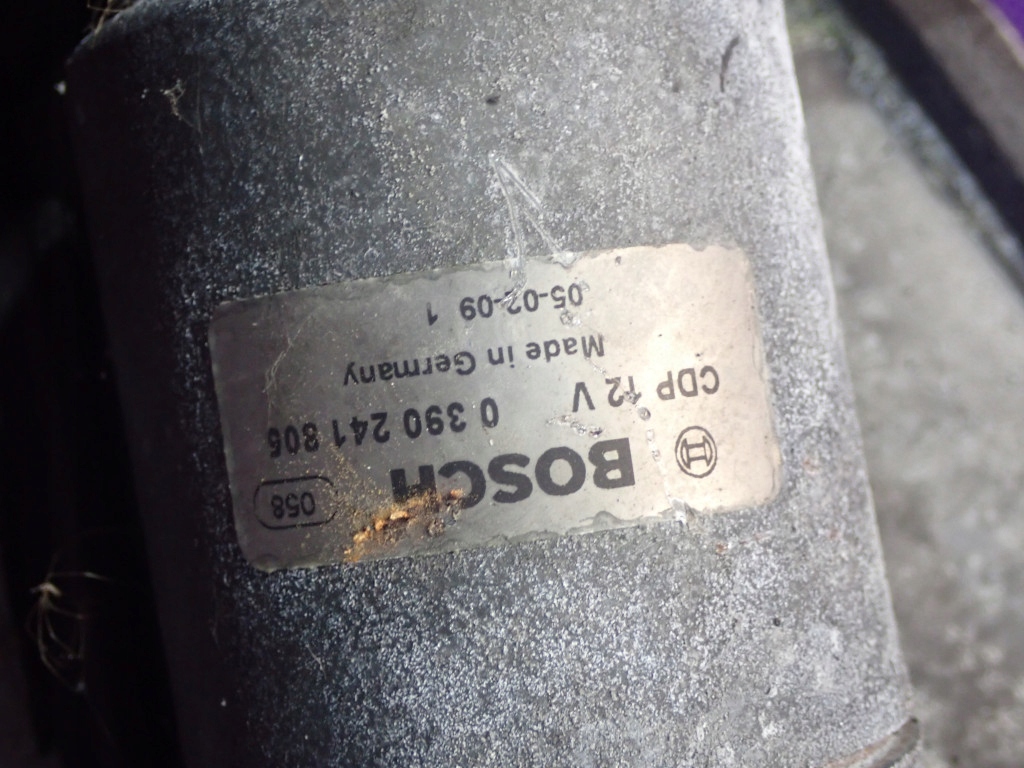 BOSCH 058
CDP 12 V 0 390 241 806
Made in Germany
05-02-09 1